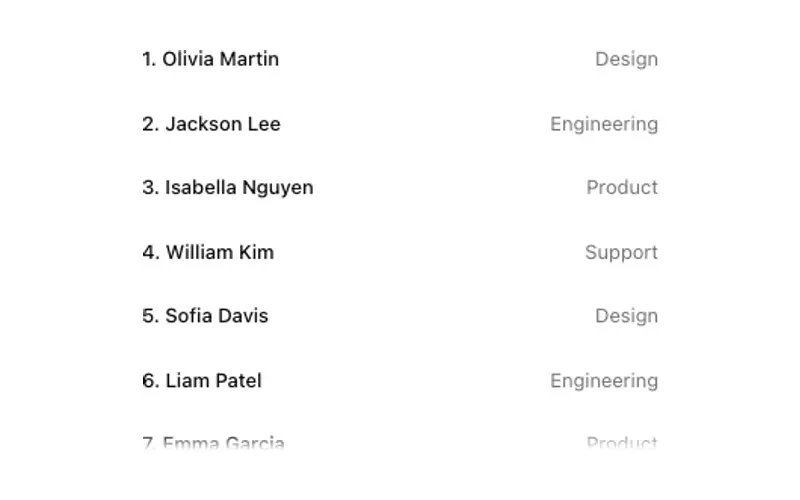 1. Olivia Martin Design
2. Jackson Lee Engineering
3. Isabella Nguyen Product
4. William Kim Support
5. Sofia Davis Design
6. Liam Patel Engineering
7. Emma Garcia Product